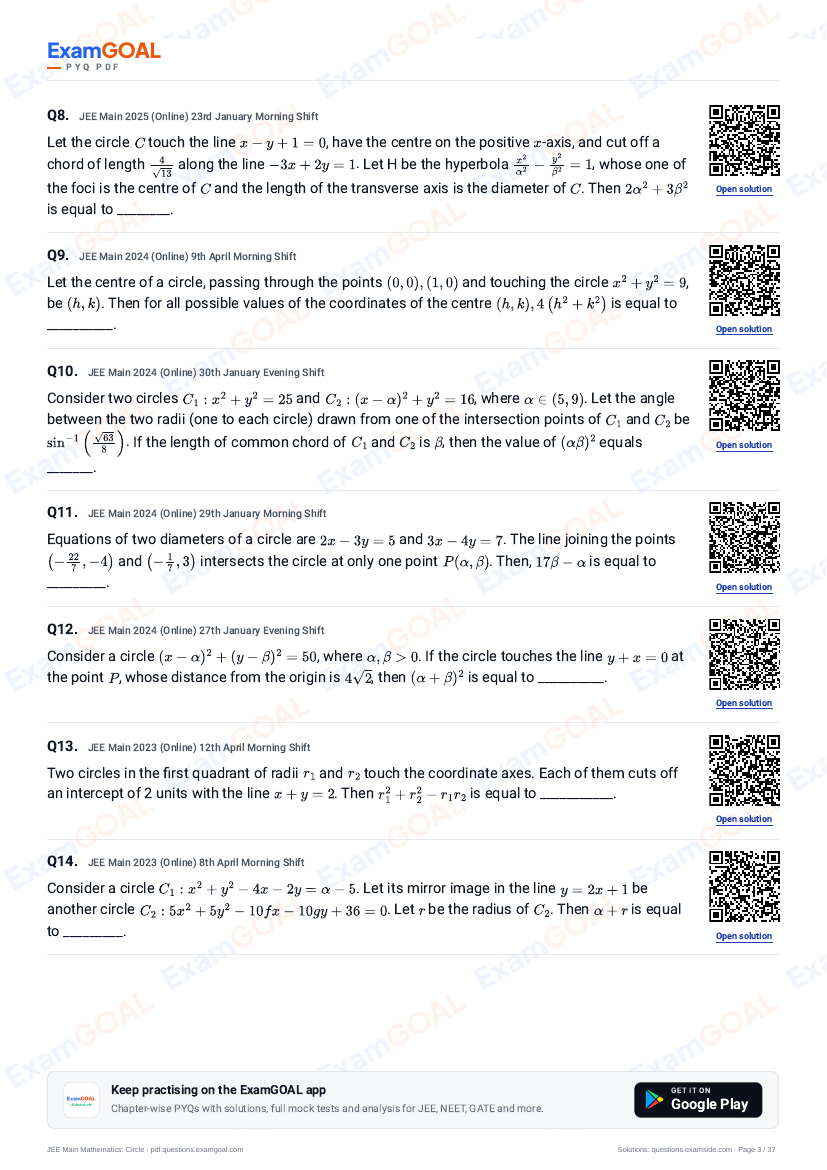 ExamGOAL
PYQ PDF
Q8. JEE Main 2025 (Online) 23rd January Morning Shift
Let the circle C touch the line x − y + 1 = 0, have the centre on the positive x-axis, and cut off a
chord of length 4/√13 along the line −3x + 2y = 1. Let H be the hyperbola x²/α² − y²/β² = 1, whose one of
the foci is the centre of C and the length of the transverse axis is the diameter of C. Then 2α² + 3β²
is equal to ________.
Open solution
Q9. JEE Main 2024 (Online) 9th April Morning Shift
Let the centre of a circle, passing through the points (0, 0), (1, 0) and touching the circle x² + y² = 9,
be (h, k). Then for all possible values of the coordinates of the centre (h, k), 4 (h² + k²) is equal to
__________.
Open solution
Q10. JEE Main 2024 (Online) 30th January Evening Shift
Consider two circles C₁ : x² + y² = 25 and C₂ : (x − α)² + y² = 16, where α ∈ (5, 9). Let the angle
between the two radii (one to each circle) drawn from one of the intersection points of C₁ and C₂ be
sin⁻¹ (√63/8). If the length of common chord of C₁ and C₂ is β, then the value of (αβ)² equals
_______.
Open solution
Q11. JEE Main 2024 (Online) 29th January Morning Shift
Equations of two diameters of a circle are 2x − 3y = 5 and 3x − 4y = 7. The line joining the points
(−22/7, −4) and (−1/7, 3) intersects the circle at only one point P(α, β). Then, 17β − α is equal to
_________.
Open solution
Q12. JEE Main 2024 (Online) 27th January Evening Shift
Consider a circle (x − α)² + (y − β)² = 50, where α, β > 0. If the circle touches the line y + x = 0 at
the point P, whose distance from the origin is 4√2, then (α + β)² is equal to __________.
Open solution
Q13. JEE Main 2023 (Online) 12th April Morning Shift
Two circles in the first quadrant of radii r₁ and r₂ touch the coordinate axes. Each of them cuts off
an intercept of 2 units with the line x + y = 2. Then r₁² + r₂² − r₁r₂ is equal to ___________.
Open solution
Q14. JEE Main 2023 (Online) 8th April Morning Shift
Consider a circle C₁ : x² + y² − 4x − 2y = α − 5. Let its mirror image in the line y = 2x + 1 be
another circle C₂ : 5x² + 5y² − 10fx − 10gy + 36 = 0. Let r be the radius of C₂. Then α + r is equal
to _________.
Open solution
ExamGOAL
Keep practising on the ExamGOAL app
Chapter-wise PYQs with solutions, full mock tests and analysis for JEE, NEET, GATE and more.
GET IT ON
Google Play
JEE Main Mathematics: Circle · pdf.questions.examgoal.com
Solutions: questions.examside.com · Page 3 / 37